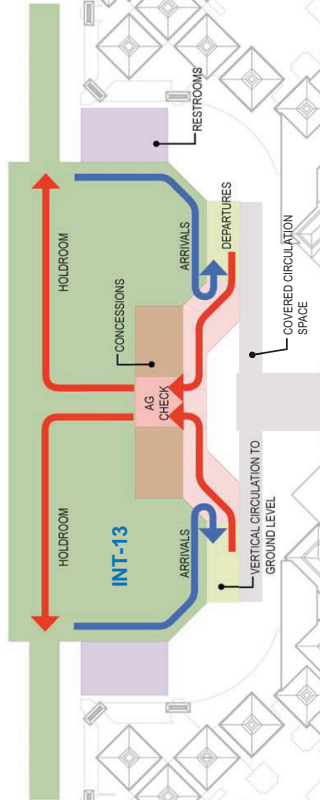 RESTROOMS
HOLDROOM
ARRIVALS
DEPARTURES
CONCESSIONS
COVERED CIRCULATION
SPACE
AG
CHECK
HOLDROOM
INT-13
ARRIVALS
VERTICAL CIRCULATION TO
GROUND LEVEL